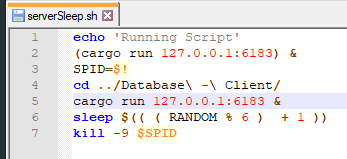 serverSleep.sh
1 echo 'Running Script'
2 (cargo run 127.0.0.1:6183) &
3 SPID=$!
4 cd ../Database\ -\ Client/
5 cargo run 127.0.0.1:6183 &
6 sleep $(( ( RANDOM % 6 )  + 1 ))
7 kill -9 $SPID